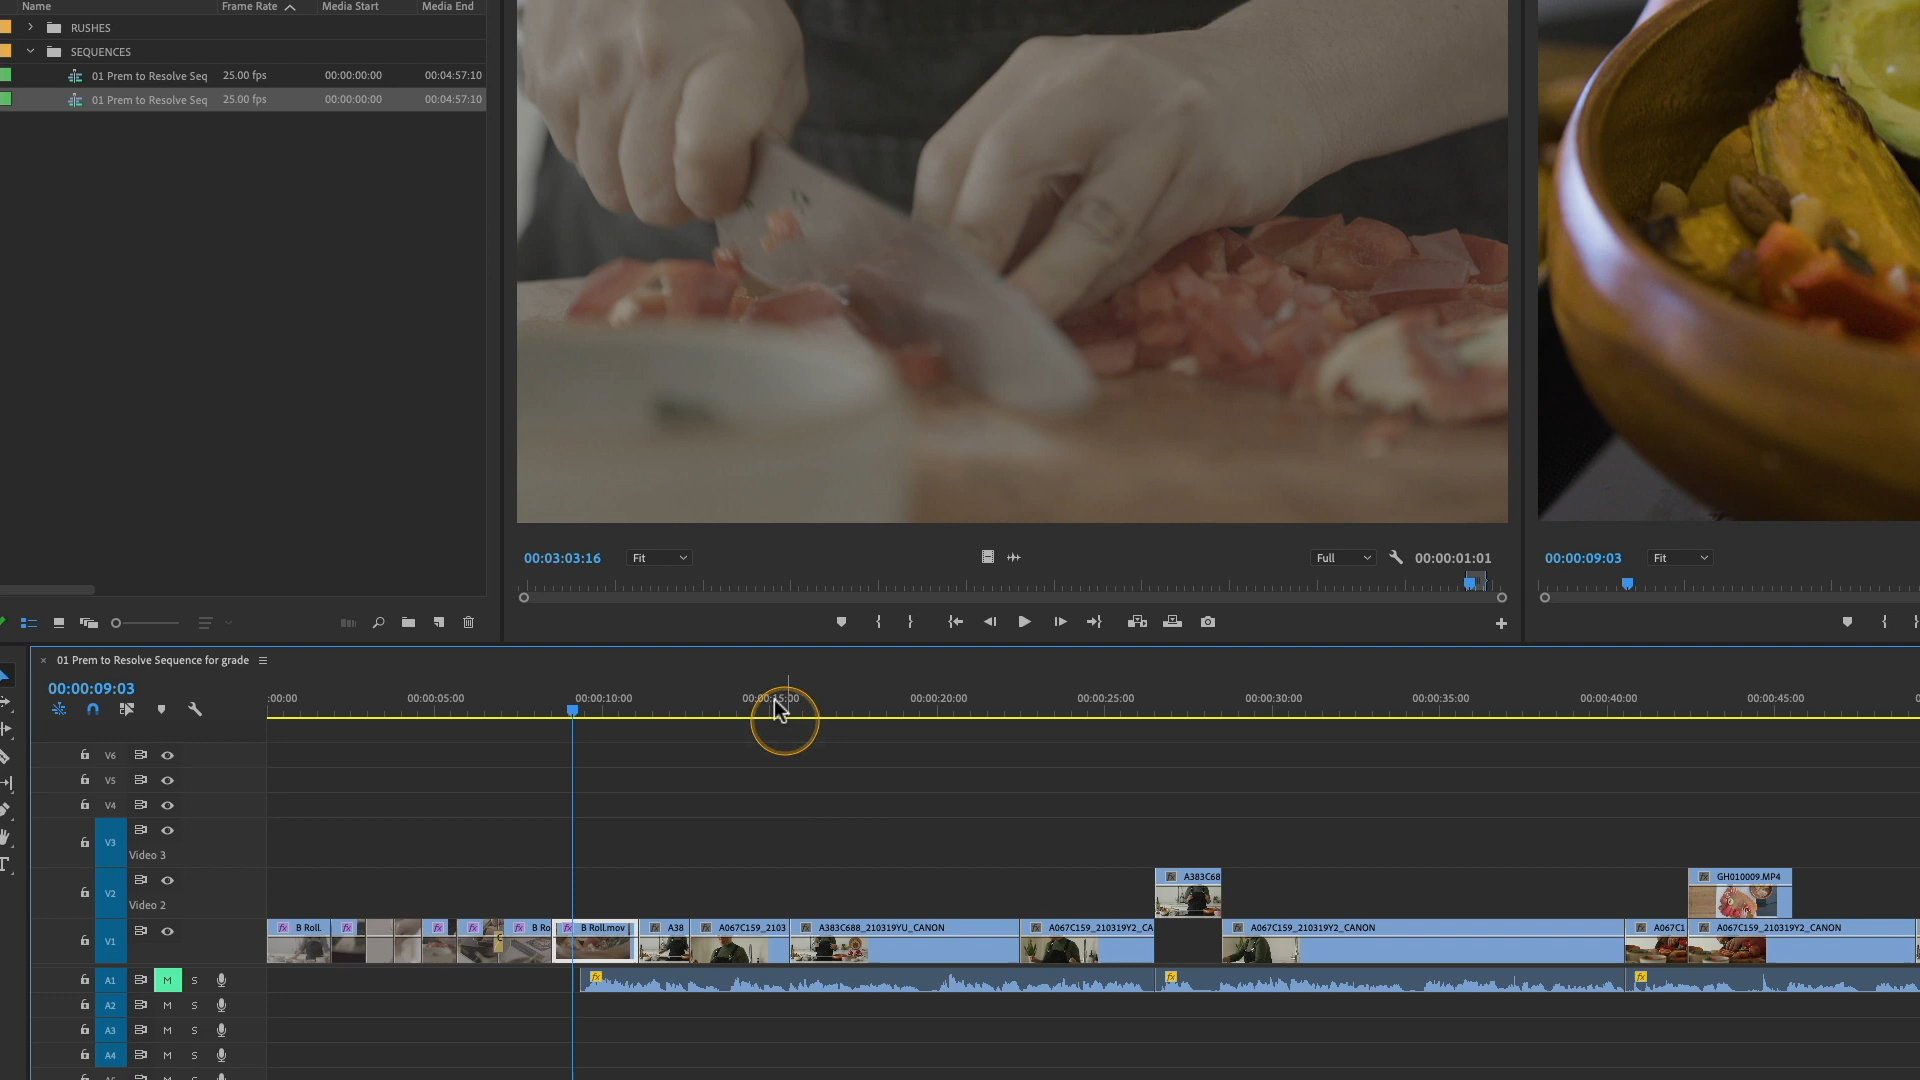 Name Frame Rate Media Start Media End
RUSHES
SEQUENCES
01 Prem to Resolve Seq 25.00 fps 00:00:00:00 00:04:57:10
01 Prem to Resolve Seq 25.00 fps 00:00:00:00 00:04:57:10
00:03:03:16 Fit Full 00:00:01:01 00:00:09:03 Fit
01 Prem to Resolve Sequence for grade
00:00:09:03
:00:00 00:00:05:00 00:00:10:00 00:00:15:00 00:00:20:00 00:00:25:00 00:00:30:00 00:00:35:00 00:00:40:00 00:00:45:00
V6
V5
V4
V3
Video 3
V2 A383C68 GH010009.MP4
Video 2
V1 B Roll. B Ro B Roll.mov A38 A067C159_2103 A383C688_210319YU_CANON A067C159_210319Y2_CA A067C159_210319Y2_CANON A067C1 A067C159_210319Y2_CANON
A1 M S
A2 M S
A3 M S
A4 M S